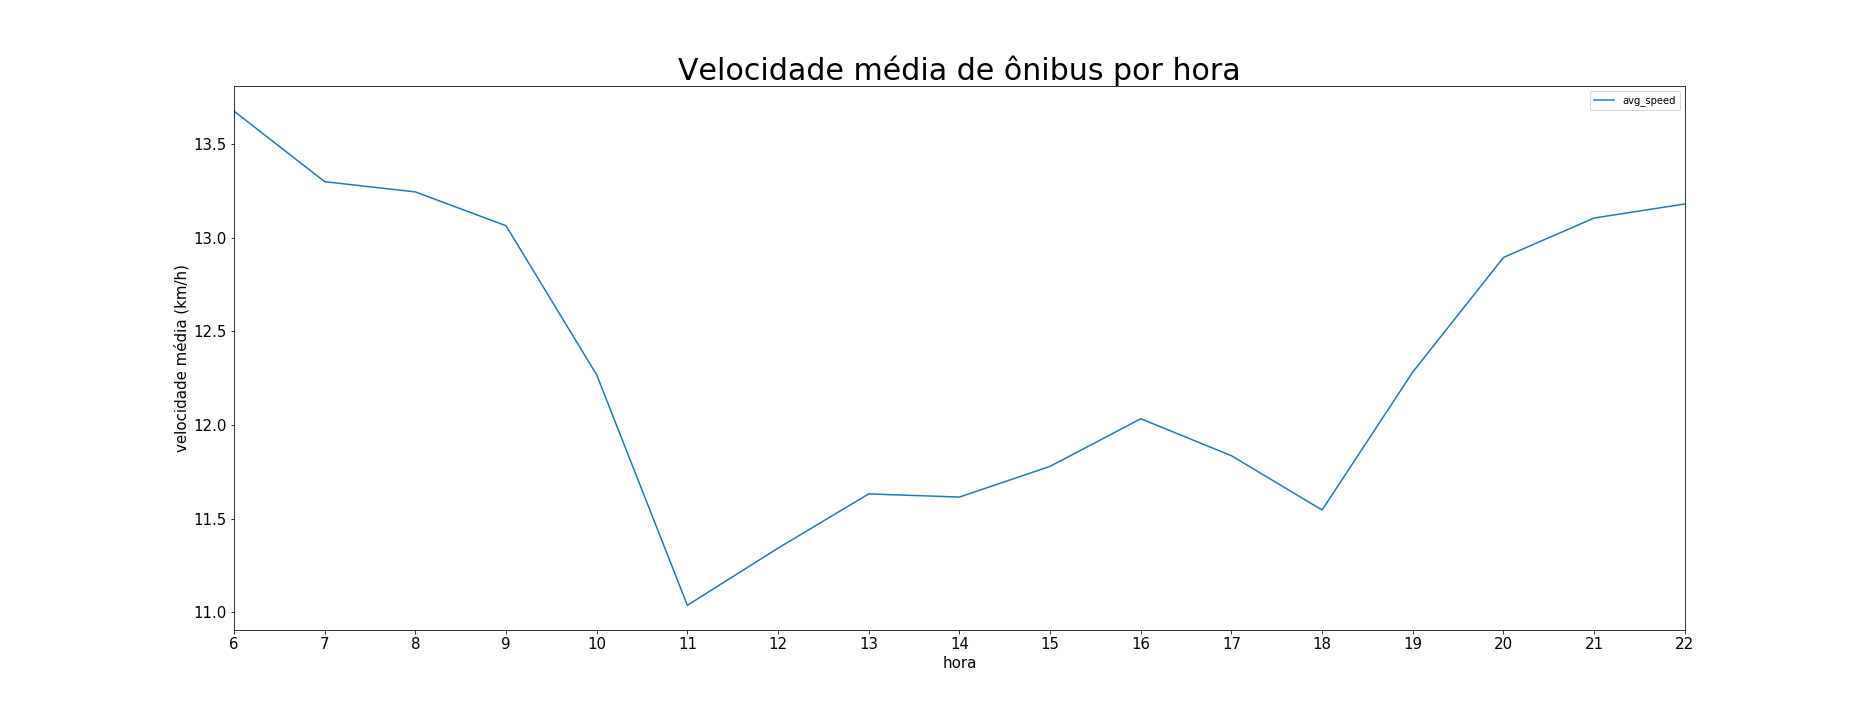 Velocidade média de ônibus por hora
avg_speed
13.5
13.0
12.5
12.0
11.5
11.0
velocidade média (km/h)
6 7 8 9 10 11 12 13 14 15 16 17 18 19 20 21 22
hora